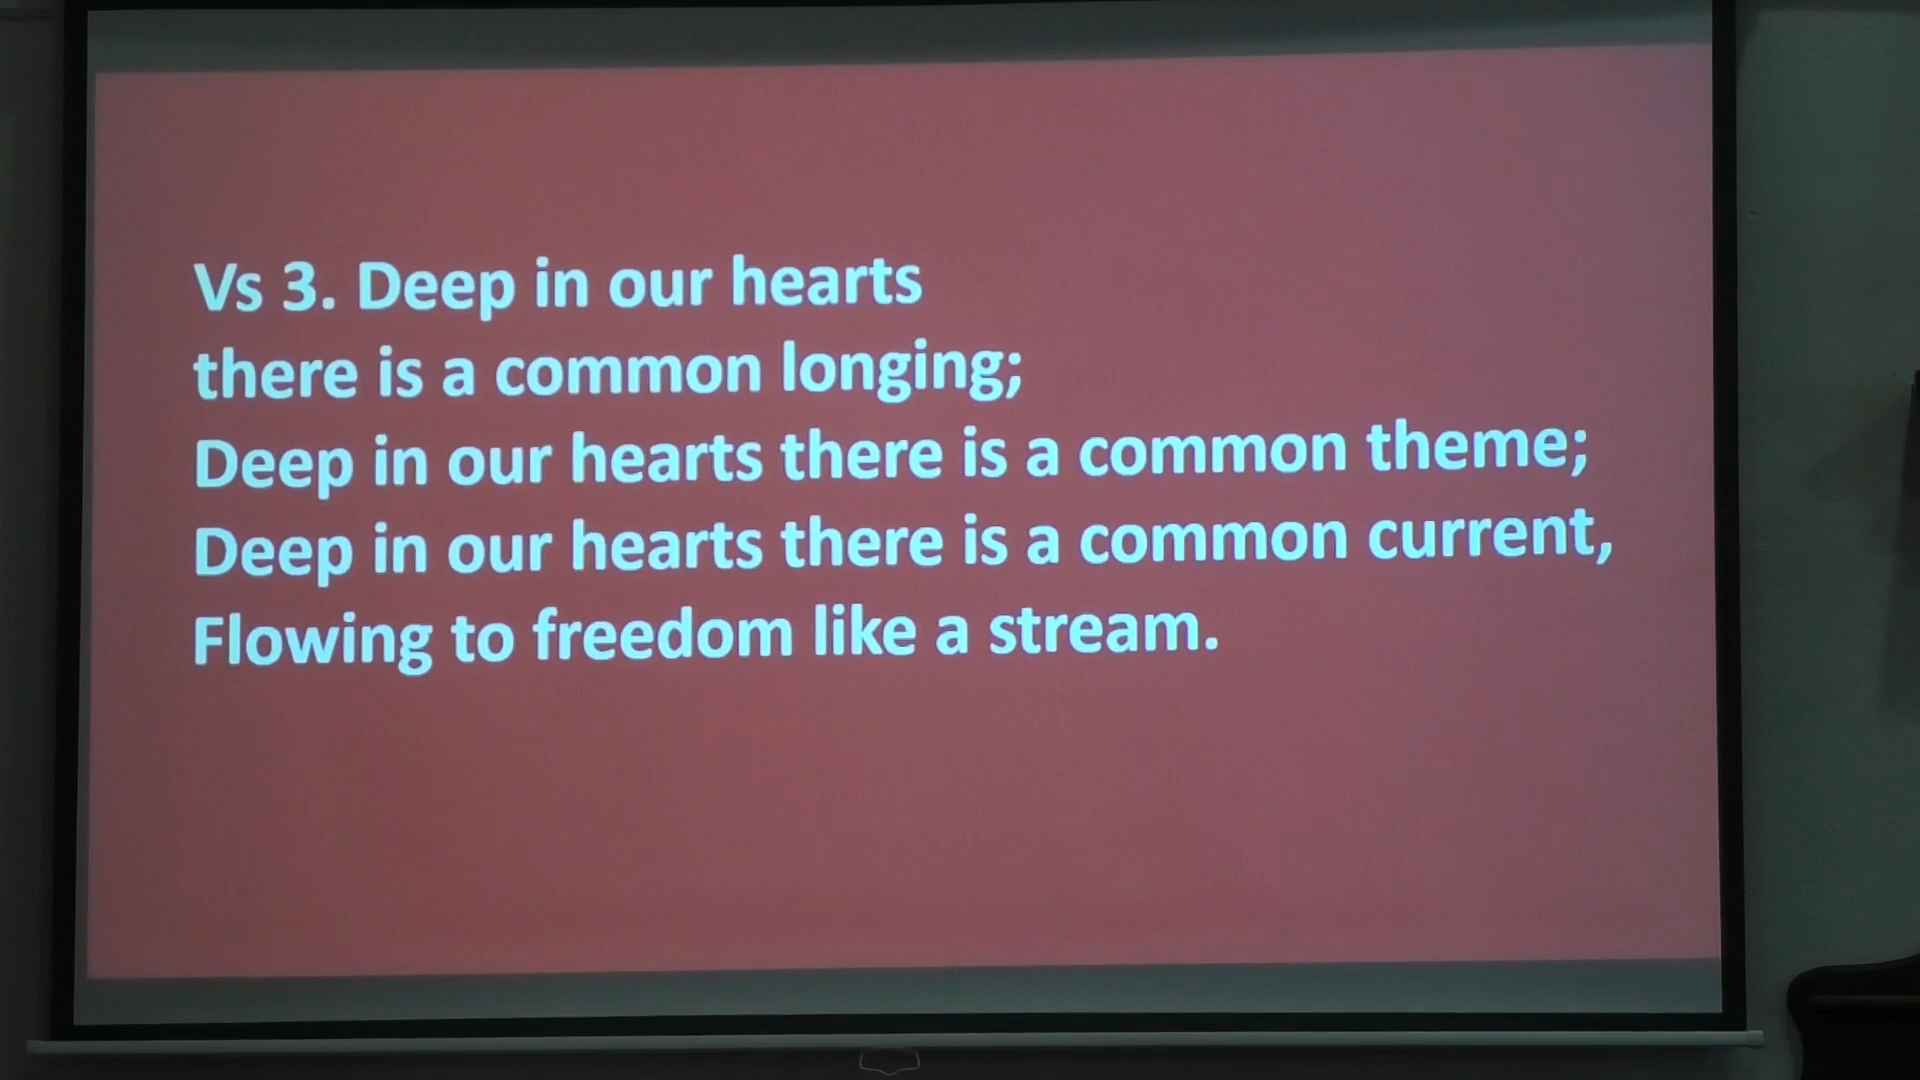 Vs 3. Deep in our hearts
there is a common longing;
Deep in our hearts there is a common theme;
Deep in our hearts there is a common current,
Flowing to freedom like a stream.